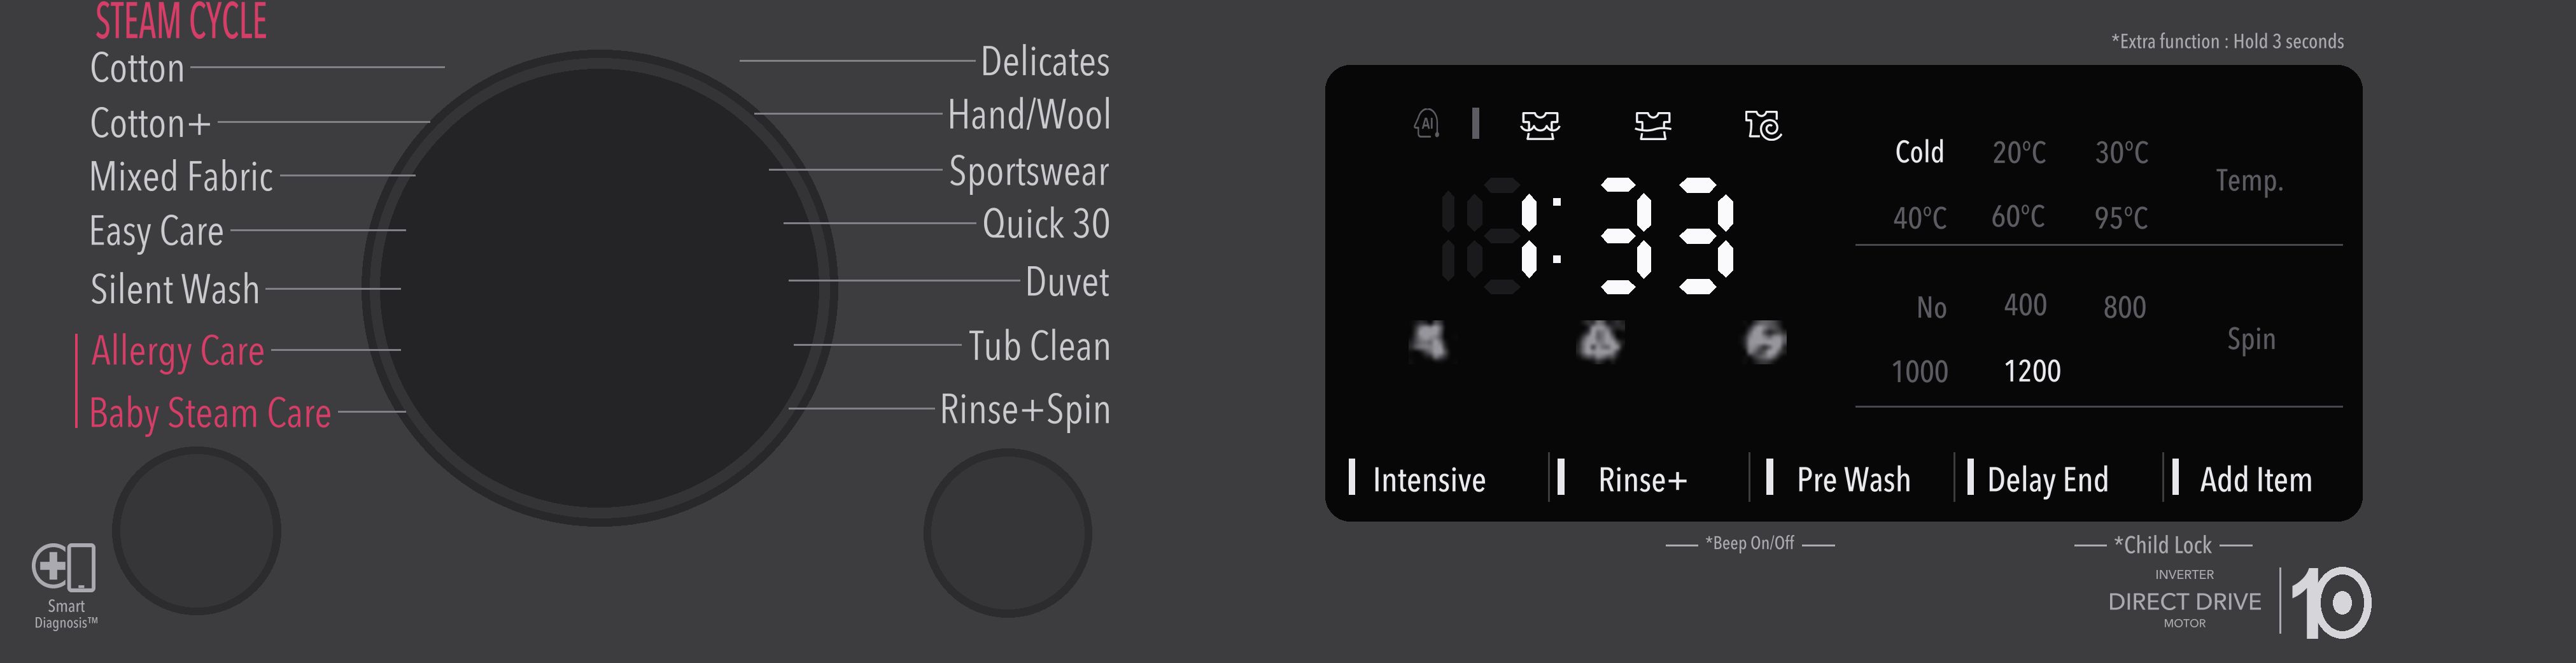 STEAM CYCLE
Cotton
Cotton+
Mixed Fabric
Easy Care
Silent Wash
Allergy Care
Baby Steam Care
Delicates
Hand/Wool
Sportswear
Quick 30
Duvet
Tub Clean
Rinse+Spin
Smart
Diagnosis™
*Extra function : Hold 3 seconds
AI
1:33
Cold 20°C 30°C
40°C 60°C 95°C
Temp.
No 400 800
1000 1200
Spin
Intensive Rinse+ Pre Wash Delay End Add Item
*Beep On/Off
*Child Lock
INVERTER
DIRECT DRIVE
MOTOR
10